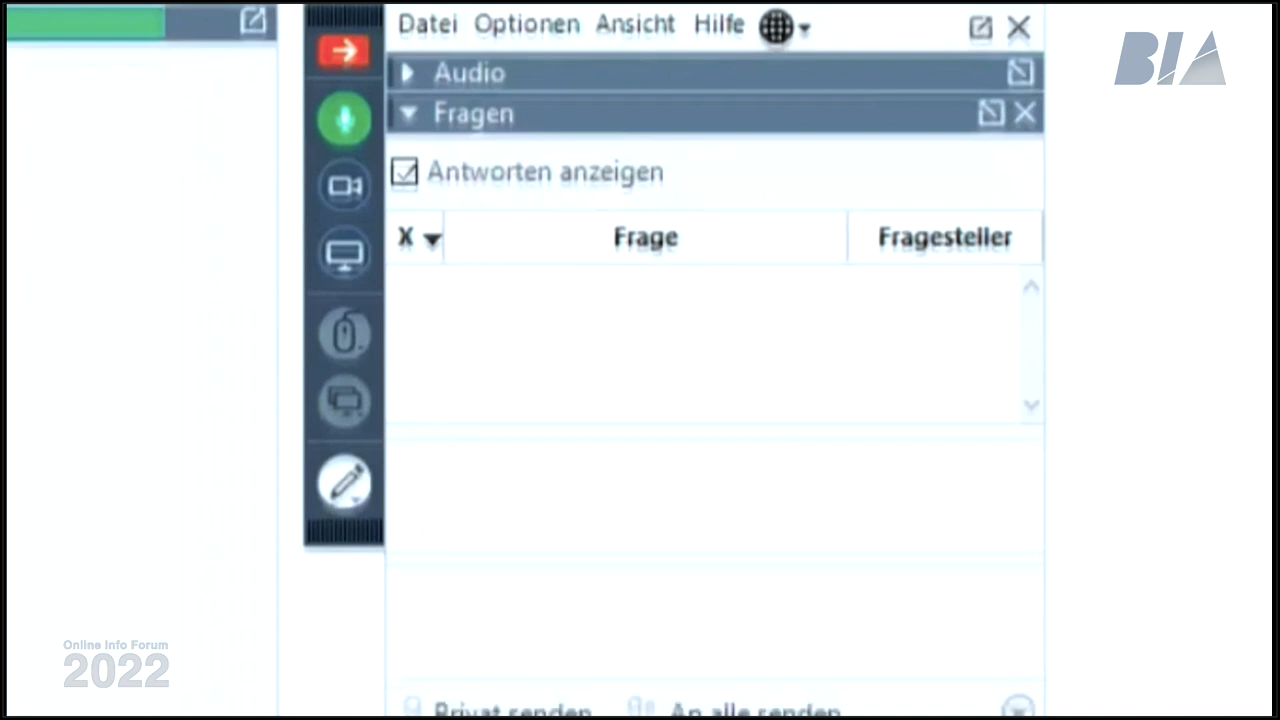 Datei Optionen Ansicht Hilfe
BIA
Audio
Fragen
Antworten anzeigen
X Frage Fragesteller
Online Info Forum
2022
Privat senden An alle senden